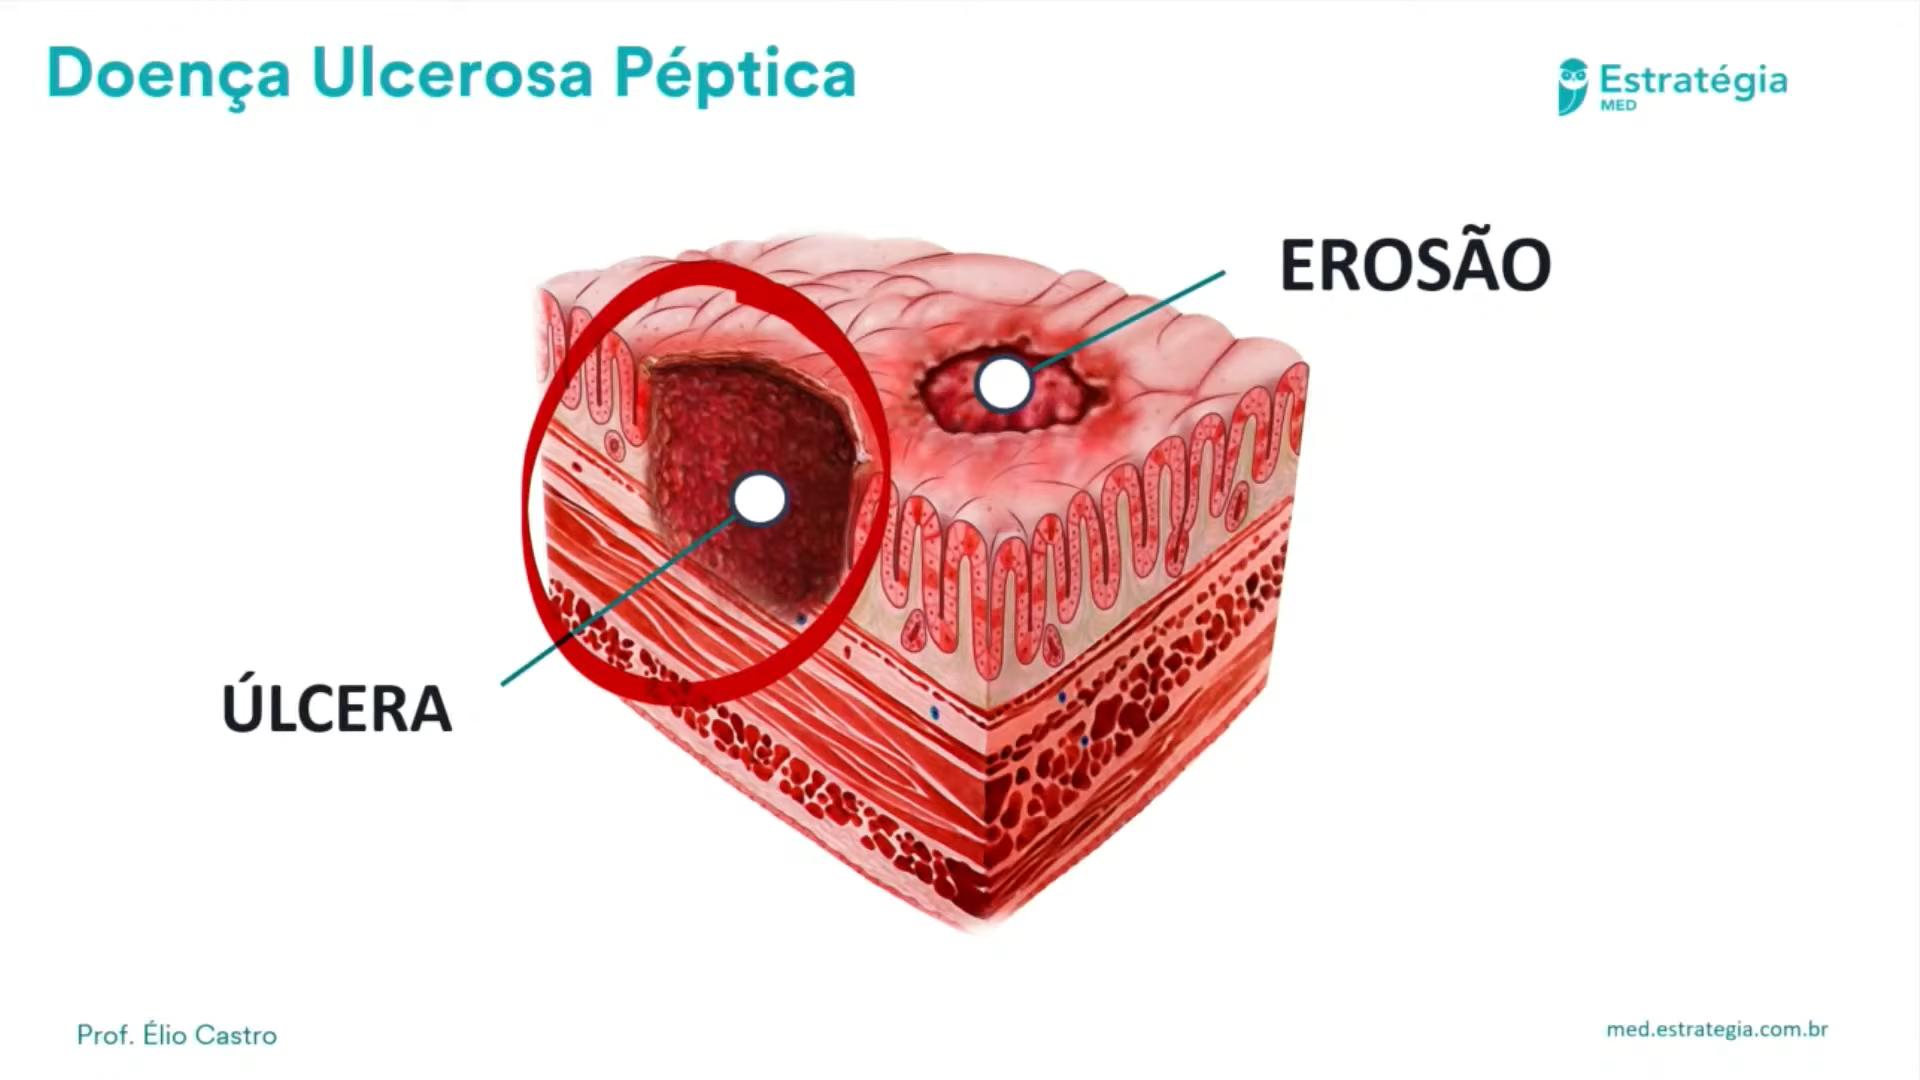 Doença Ulcerosa Péptica
Estratégia
MED
EROSÃO
ÚLCERA
Prof. Élio Castro
med.estrategia.com.br